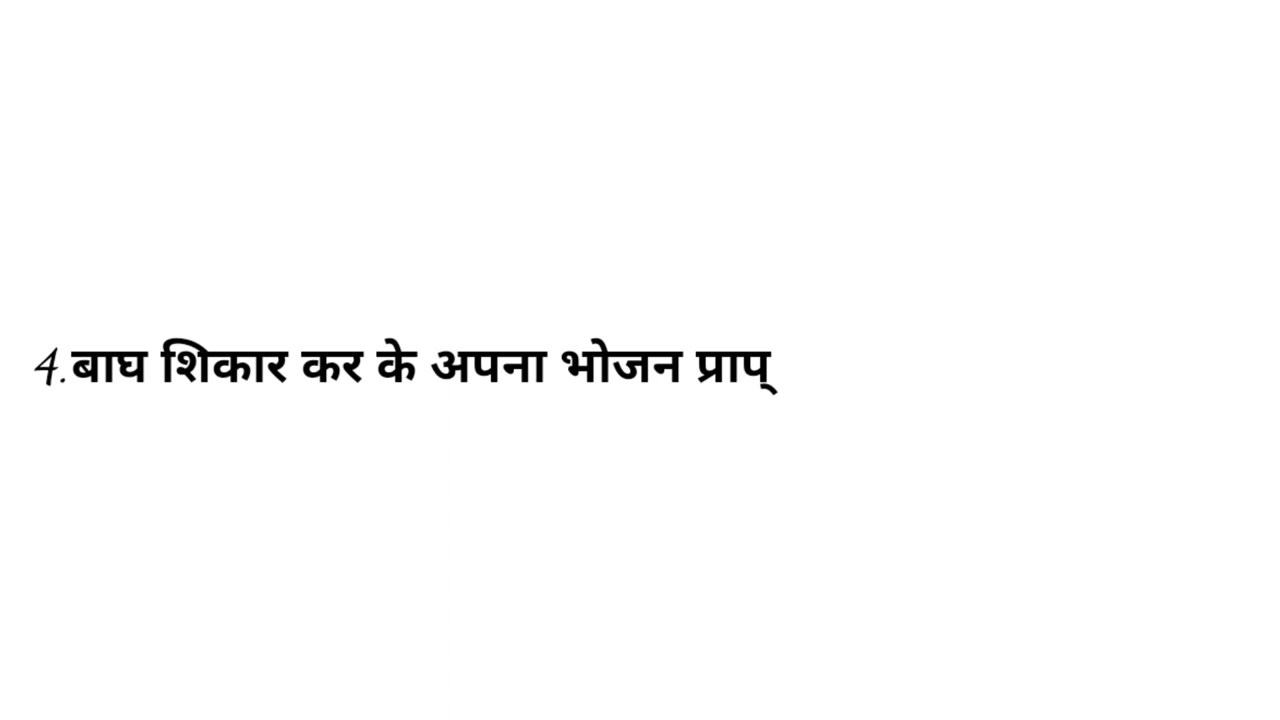 4.बाघ शिकार कर के अपना भोजन प्राप्